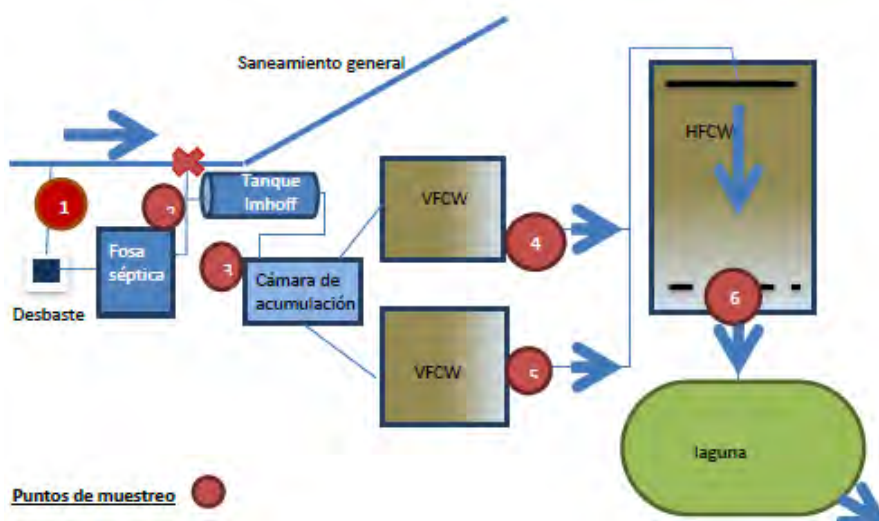 Saneamiento general
1
2
Tanque
Imhoff
Fosa
séptica
Desbaste
3
Cámara de
acumulación
VFCW
4
VFCW
5
HFCW
6
laguna
Puntos de muestreo